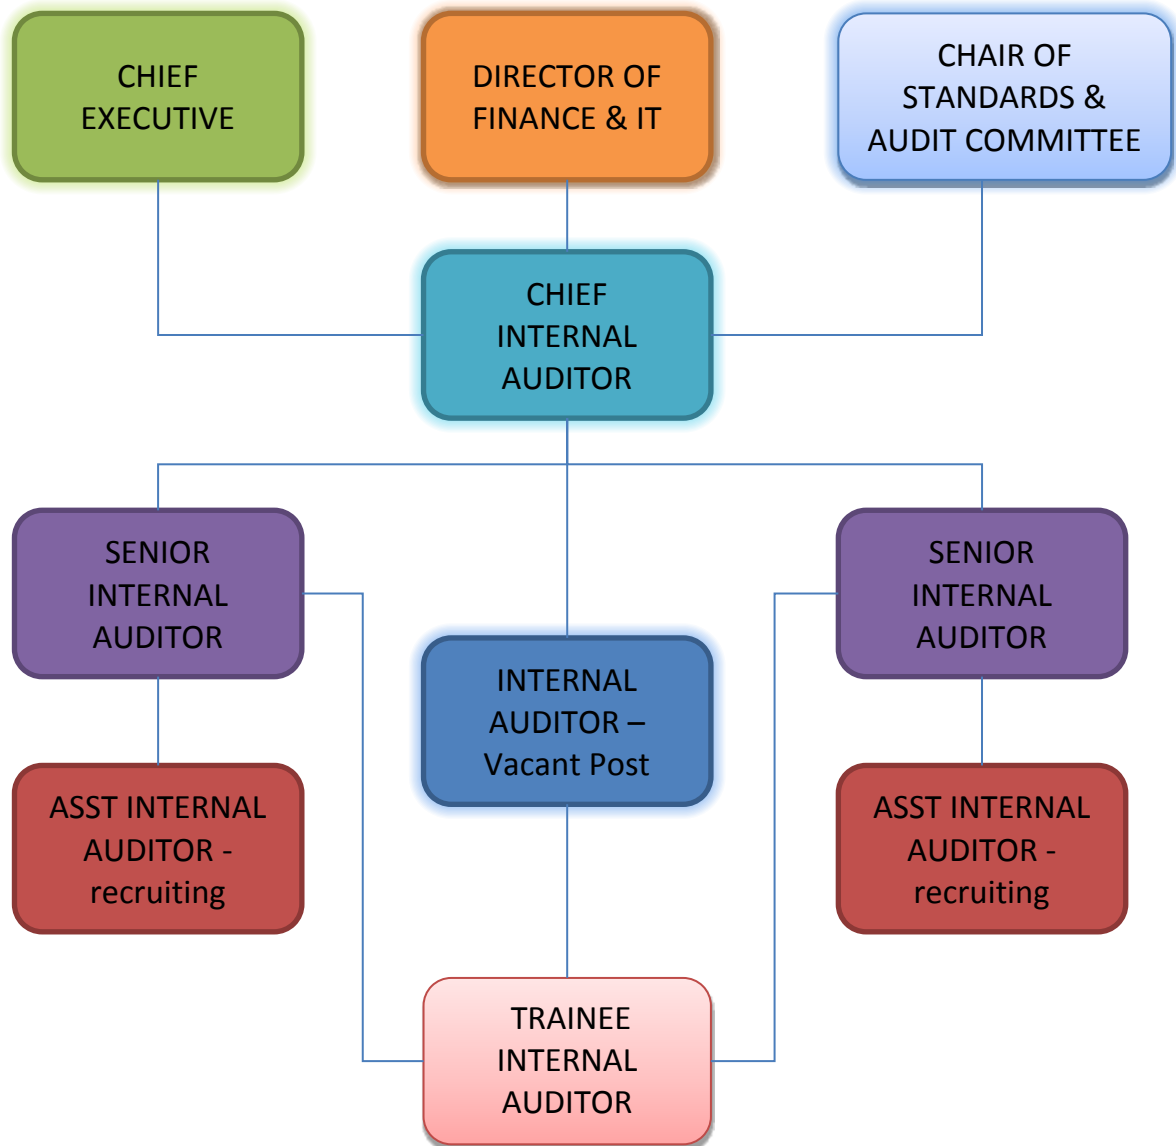 CHIEF
EXECUTIVE
DIRECTOR OF
FINANCE & IT
CHAIR OF
STANDARDS &
AUDIT COMMITTEE
CHIEF
INTERNAL
AUDITOR
SENIOR
INTERNAL
AUDITOR
INTERNAL
AUDITOR –
Vacant Post
SENIOR
INTERNAL
AUDITOR
ASST INTERNAL
AUDITOR -
recruiting
ASST INTERNAL
AUDITOR -
recruiting
TRAINEE
INTERNAL
AUDITOR